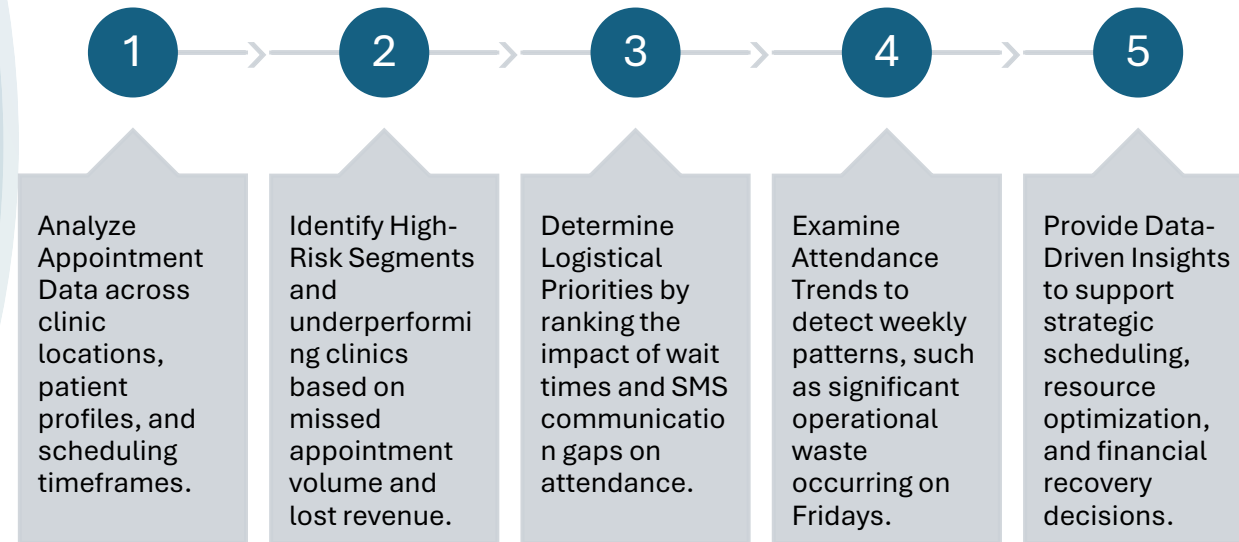 1
2
3
4
5
Analyze
Appointment
Data across
clinic
locations,
patient
profiles, and
scheduling
timeframes.
Identify High-
Risk Segments
and
underperformi
ng clinics
based on
missed
appointment
volume and
lost revenue.
Determine
Logistical
Priorities by
ranking the
impact of wait
times and SMS
communicatio
n gaps on
attendance.
Examine
Attendance
Trends to
detect weekly
patterns, such
as significant
operational
waste
occurring on
Fridays.
Provide Data-
Driven Insights
to support
strategic
scheduling,
resource
optimization,
and financial
recovery
decisions.